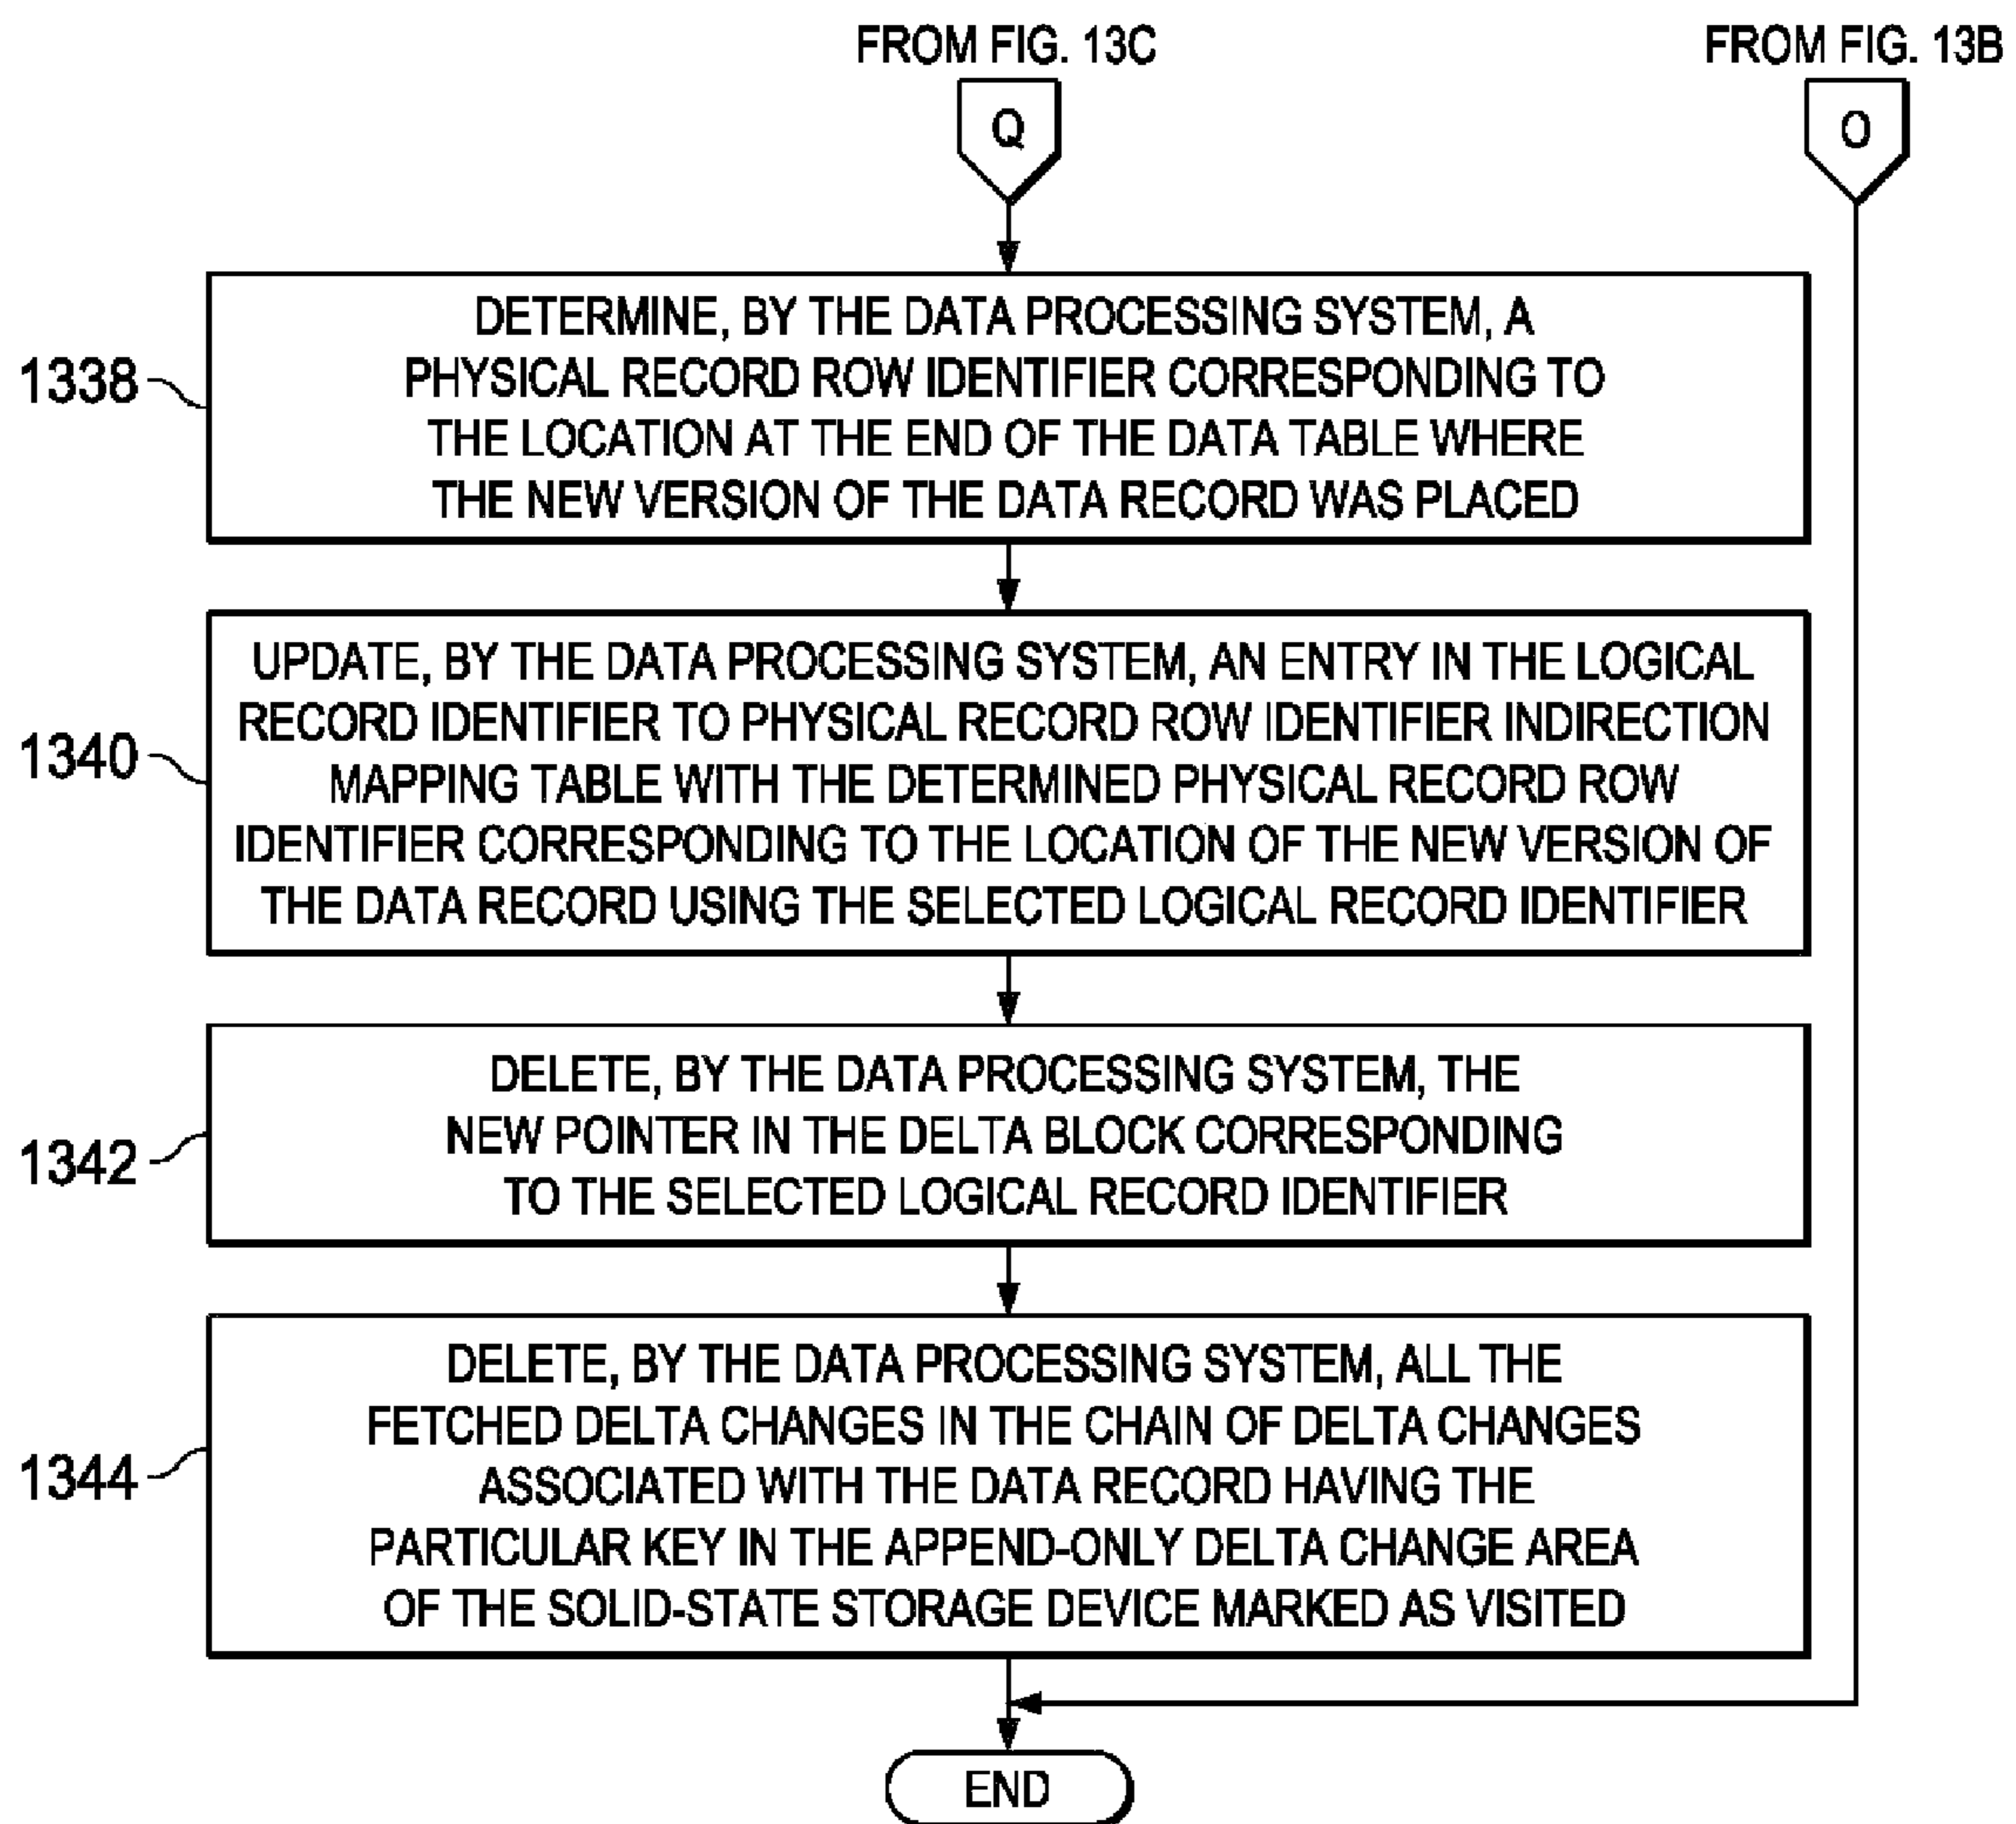 FROM FIG. 13C
FROM FIG. 13B
Q
O
1338
DETERMINE, BY THE DATA PROCESSING SYSTEM, A
PHYSICAL RECORD ROW IDENTIFIER CORRESPONDING TO
THE LOCATION AT THE END OF THE DATA TABLE WHERE
THE NEW VERSION OF THE DATA RECORD WAS PLACED
1340
UPDATE, BY THE DATA PROCESSING SYSTEM, AN ENTRY IN THE LOGICAL
RECORD IDENTIFIER TO PHYSICAL RECORD ROW IDENTIFIER INDIRECTION
MAPPING TABLE WITH THE DETERMINED PHYSICAL RECORD ROW
IDENTIFIER CORRESPONDING TO THE LOCATION OF THE NEW VERSION OF
THE DATA RECORD USING THE SELECTED LOGICAL RECORD IDENTIFIER
1342
DELETE, BY THE DATA PROCESSING SYSTEM, THE
NEW POINTER IN THE DELTA BLOCK CORRESPONDING
TO THE SELECTED LOGICAL RECORD IDENTIFIER
1344
DELETE, BY THE DATA PROCESSING SYSTEM, ALL THE
FETCHED DELTA CHANGES IN THE CHAIN OF DELTA CHANGES
ASSOCIATED WITH THE DATA RECORD HAVING THE
PARTICULAR KEY IN THE APPEND-ONLY DELTA CHANGE AREA
OF THE SOLID-STATE STORAGE DEVICE MARKED AS VISITED
END